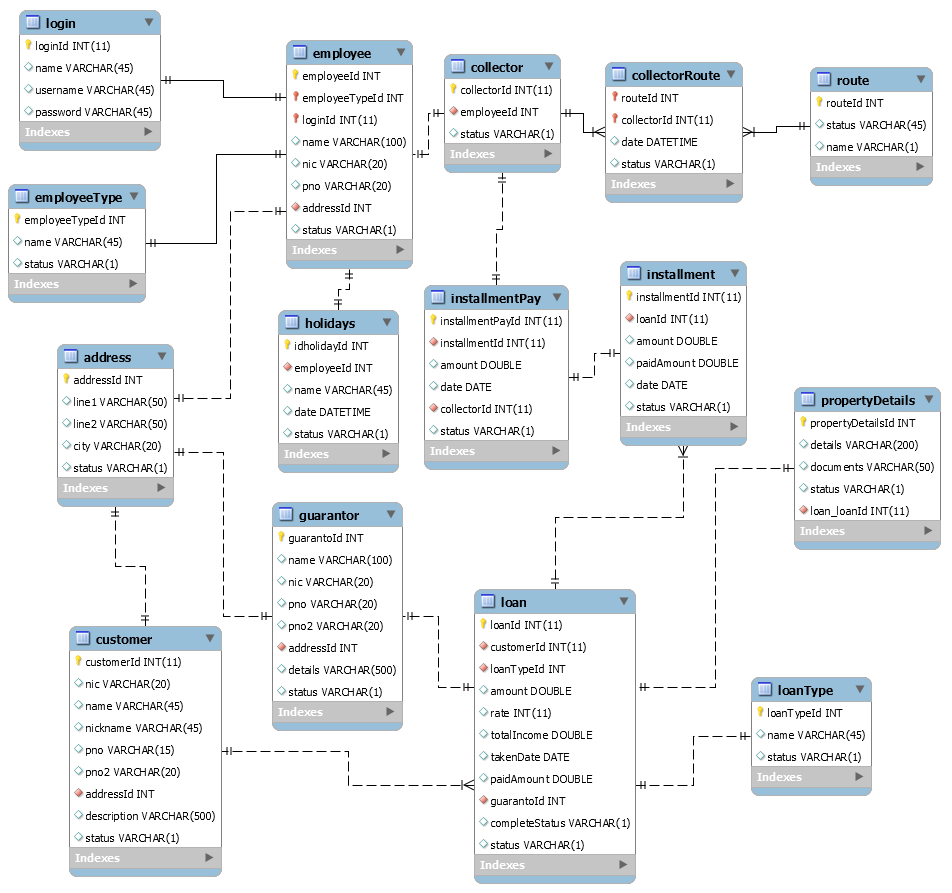 login
loginId INT(11)
name VARCHAR(45)
username VARCHAR(45)
password VARCHAR(45)
Indexes
employee
employeeId INT
employeeTypeId INT
loginId INT(11)
name VARCHAR(100)
nic VARCHAR(20)
pno VARCHAR(20)
addressId INT
status VARCHAR(1)
Indexes
collector
collectorId INT(11)
employeeId INT
status VARCHAR(1)
Indexes
collectorRoute
routeId INT
collectorId INT(11)
date DATETIME
status VARCHAR(1)
Indexes
route
routeId INT
status VARCHAR(45)
name VARCHAR(1)
Indexes
employeeType
employeeTypeId INT
name VARCHAR(45)
status VARCHAR(1)
Indexes
holidays
idholidayId INT
employeeId INT
name VARCHAR(45)
date DATETIME
status VARCHAR(1)
Indexes
installmentPay
installmentPayId INT(11)
installmentId INT(11)
amount DOUBLE
date DATE
collectorId INT(11)
status VARCHAR(1)
Indexes
installment
installmentId INT(11)
loanId INT(11)
amount DOUBLE
paidAmount DOUBLE
date DATE
status VARCHAR(1)
Indexes
address
addressId INT
line1 VARCHAR(50)
line2 VARCHAR(50)
city VARCHAR(20)
status VARCHAR(1)
Indexes
propertyDetails
propertyDetailsId INT
details VARCHAR(200)
documents VARCHAR(50)
status VARCHAR(1)
loan_loanId INT(11)
Indexes
guarantor
guarantoId INT
name VARCHAR(100)
nic VARCHAR(20)
pno VARCHAR(20)
pno2 VARCHAR(20)
addressId INT
details VARCHAR(500)
status VARCHAR(1)
Indexes
loan
loanId INT(11)
customerId INT(11)
loanTypeId INT
amount DOUBLE
rate INT(11)
totalIncome DOUBLE
takenDate DATE
paidAmount DOUBLE
guarantoId INT
completeStatus VARCHAR(1)
status VARCHAR(1)
Indexes
customer
customerId INT(11)
nic VARCHAR(20)
name VARCHAR(45)
nickname VARCHAR(45)
pno VARCHAR(15)
pno2 VARCHAR(20)
addressId INT
description VARCHAR(500)
status VARCHAR(1)
Indexes
loanType
loanTypeId INT
name VARCHAR(45)
status VARCHAR(1)
Indexes